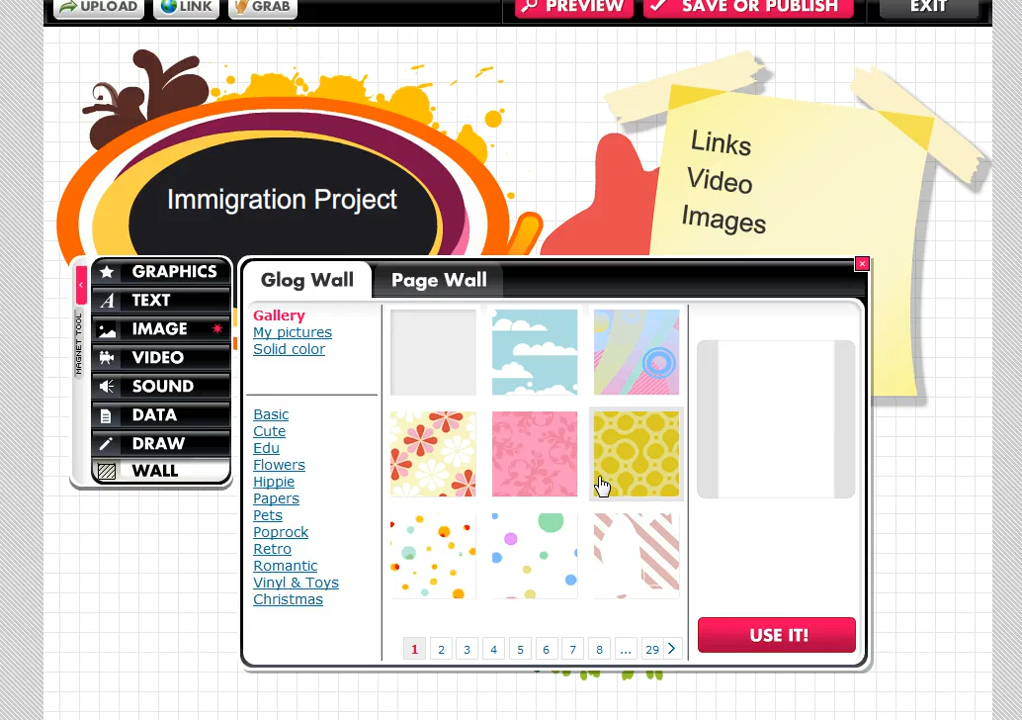 UPLOAD LINK GRAB PREVIEW SAVE OR PUBLISH EXIT
Immigration Project
Links
Video
Images
MAGNET TOOL
GRAPHICS
TEXT
IMAGE
VIDEO
SOUND
DATA
DRAW
WALL
Glog Wall Page Wall
Gallery
My pictures
Solid color
Basic
Cute
Edu
Flowers
Hippie
Papers
Pets
Poprock
Retro
Romantic
Vinyl & Toys
Christmas
1 2 3 4 5 6 7 8 ... 29 >
USE IT!